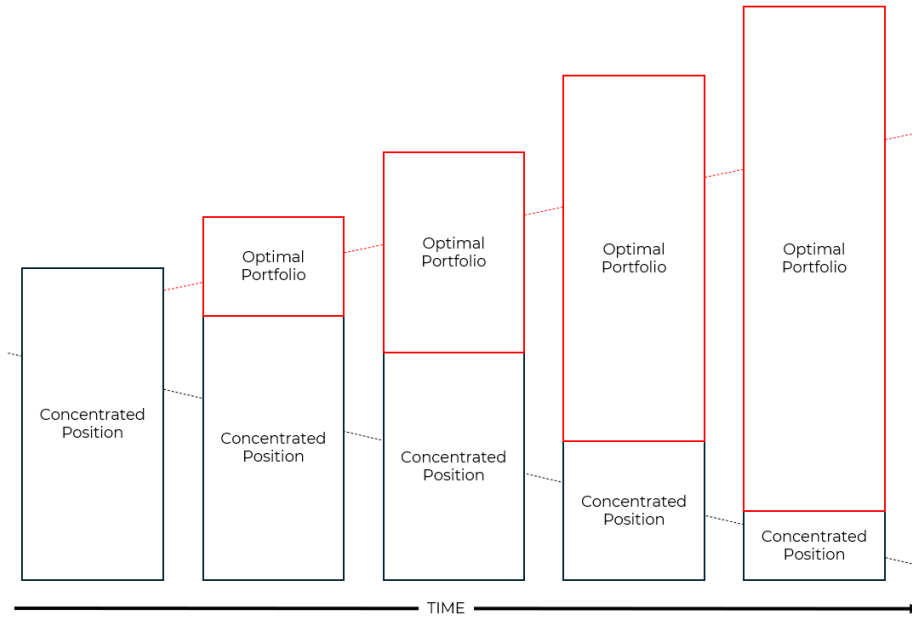 Concentrated
Position
Optimal
Portfolio
Concentrated
Position
Optimal
Portfolio
Concentrated
Position
Optimal
Portfolio
Concentrated
Position
Optimal
Portfolio
Concentrated
Position
TIME